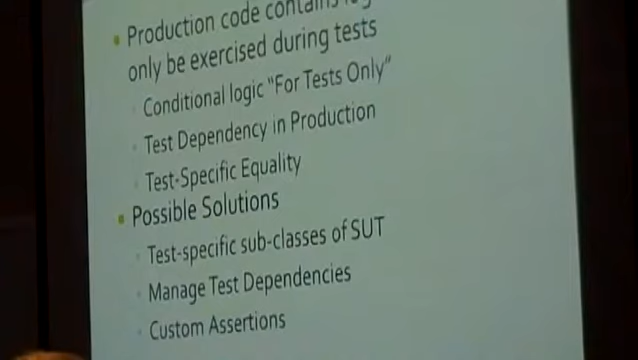 Production code contains
only be exercised during tests
Conditional logic "For Tests Only"
Test Dependency in Production
Test-Specific Equality
Possible Solutions
Test-specific sub-classes of SUT
Manage Test Dependencies
Custom Assertions